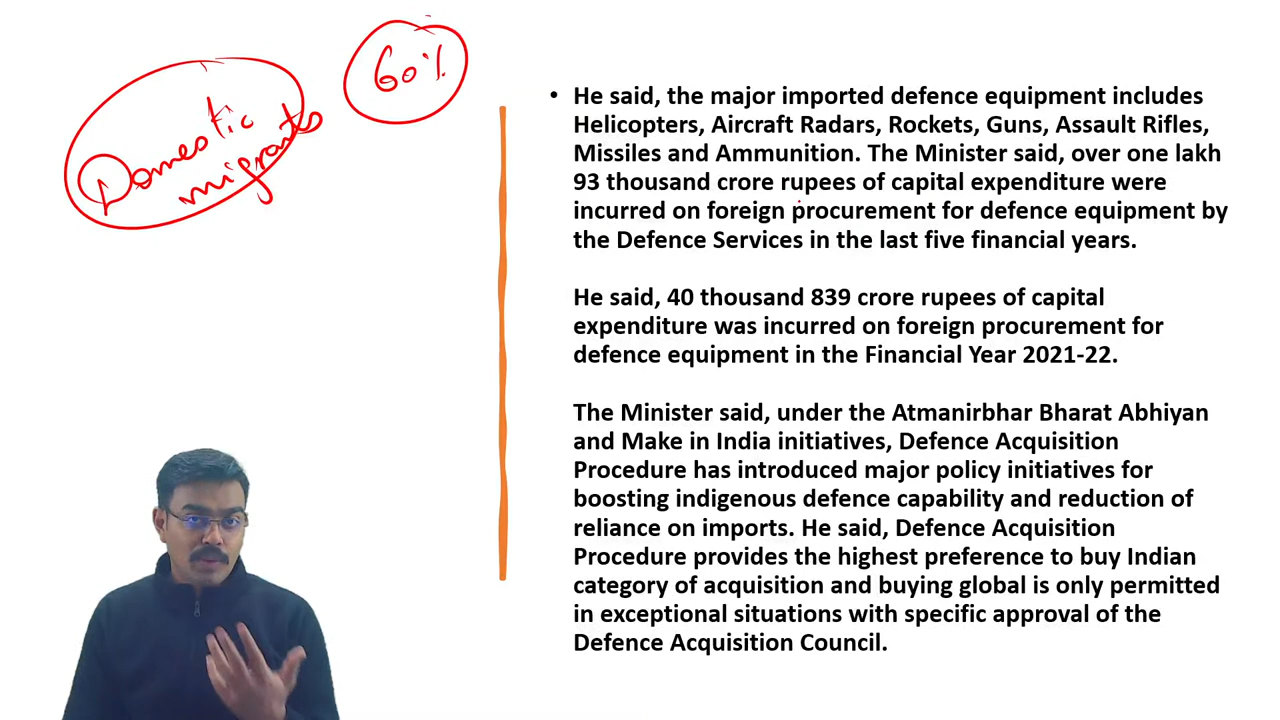 Domestic
migrants
60%
• He said, the major imported defence equipment includes
Helicopters, Aircraft Radars, Rockets, Guns, Assault Rifles,
Missiles and Ammunition. The Minister said, over one lakh
93 thousand crore rupees of capital expenditure were
incurred on foreign procurement for defence equipment by
the Defence Services in the last five financial years.
He said, 40 thousand 839 crore rupees of capital
expenditure was incurred on foreign procurement for
defence equipment in the Financial Year 2021-22.
The Minister said, under the Atmanirbhar Bharat Abhiyan
and Make in India initiatives, Defence Acquisition
Procedure has introduced major policy initiatives for
boosting indigenous defence capability and reduction of
reliance on imports. He said, Defence Acquisition
Procedure provides the highest preference to buy Indian
category of acquisition and buying global is only permitted
in exceptional situations with specific approval of the
Defence Acquisition Council.